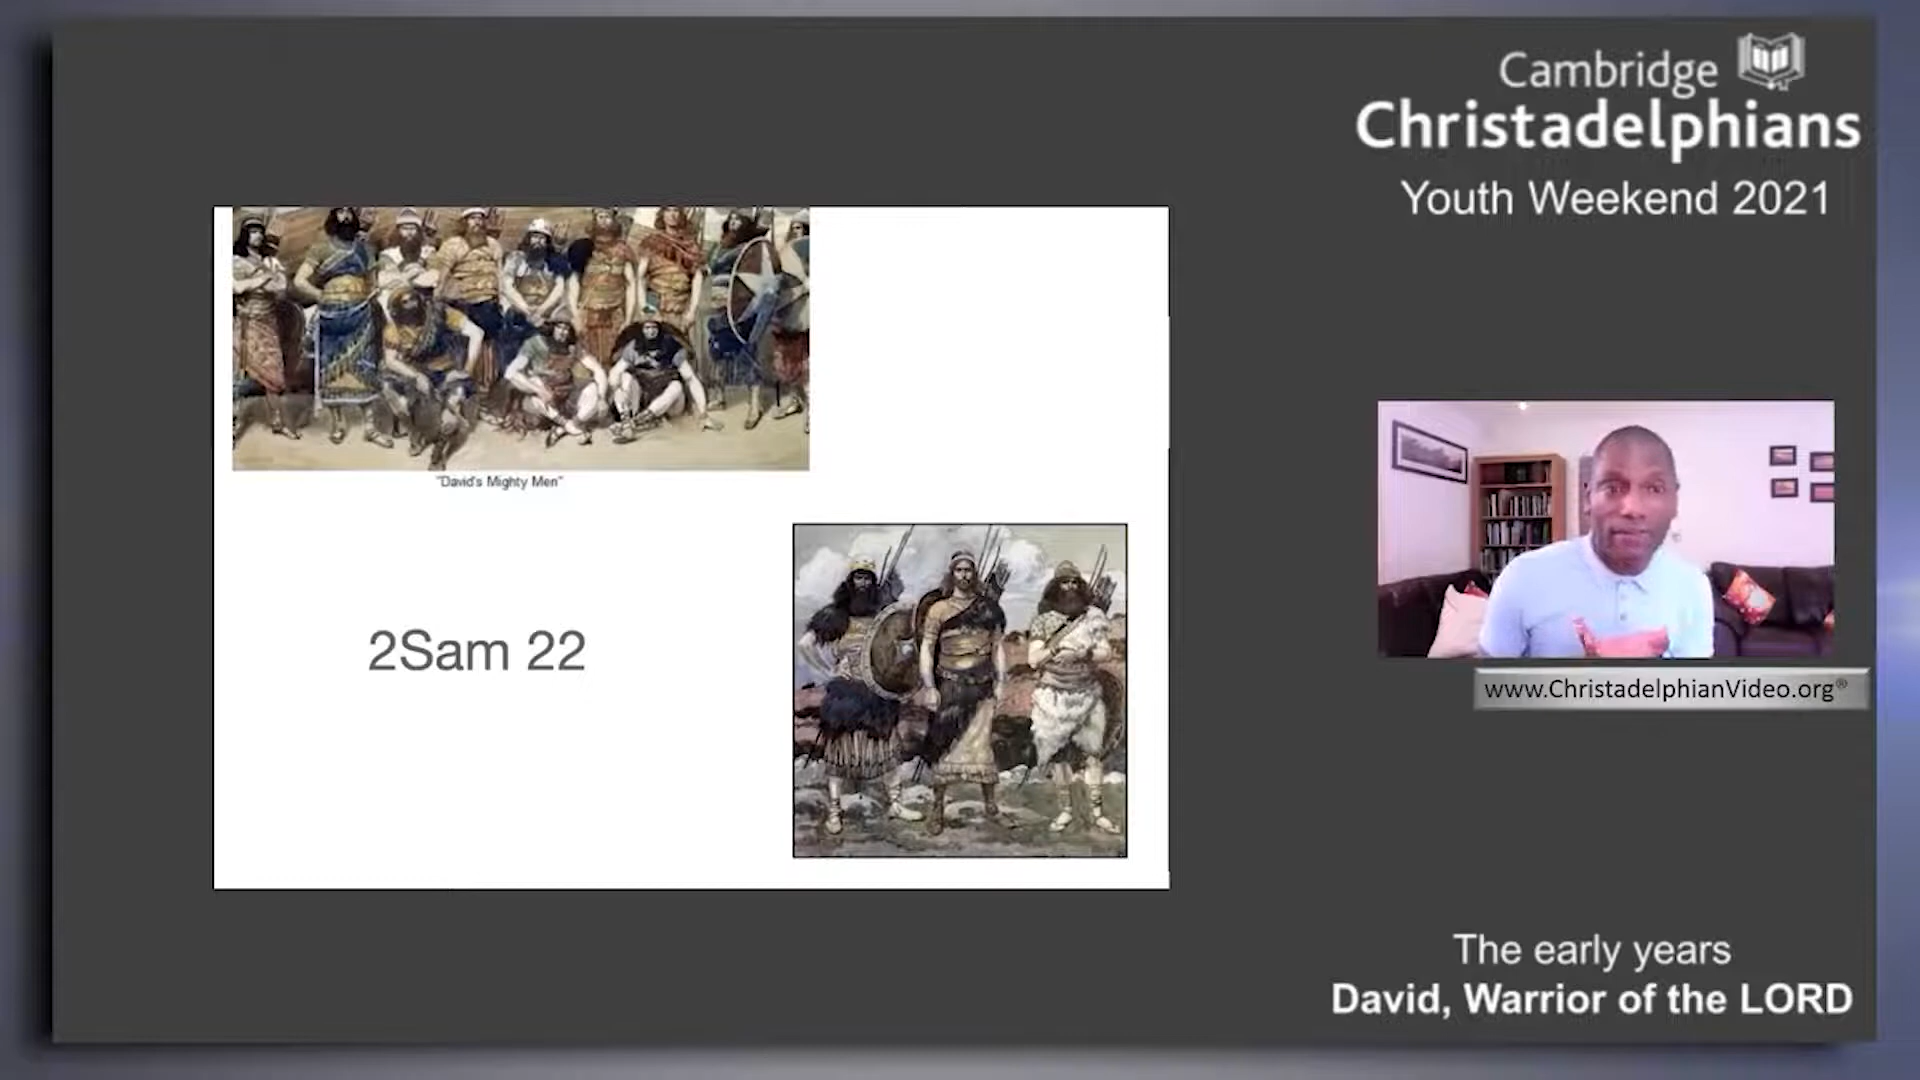 Cambridge
Christadelphians
Youth Weekend 2021
"David's Mighty Men"
2Sam 22
www.ChristadelphianVideo.org®
The early years
David, Warrior of the LORD